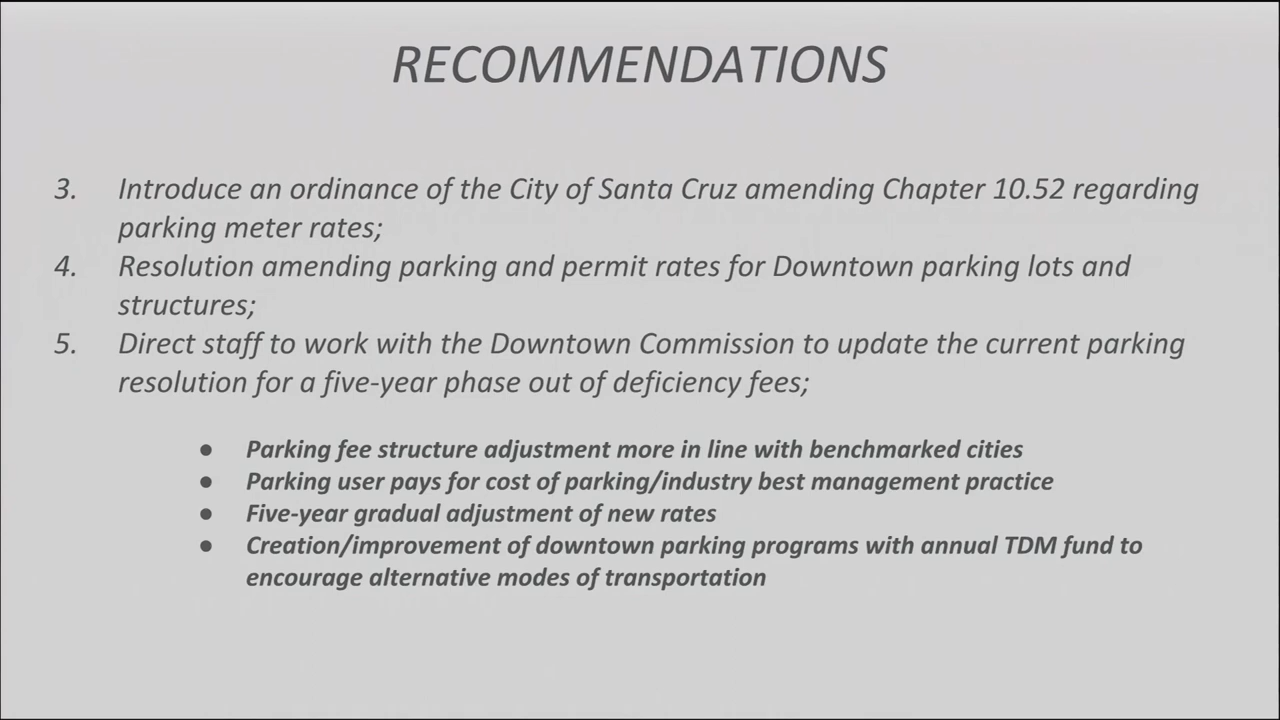 RECOMMENDATIONS
3. Introduce an ordinance of the City of Santa Cruz amending Chapter 10.52 regarding
parking meter rates;
4. Resolution amending parking and permit rates for Downtown parking lots and
structures;
5. Direct staff to work with the Downtown Commission to update the current parking
resolution for a five-year phase out of deficiency fees;
● Parking fee structure adjustment more in line with benchmarked cities
● Parking user pays for cost of parking/industry best management practice
● Five-year gradual adjustment of new rates
● Creation/improvement of downtown parking programs with annual TDM fund to
encourage alternative modes of transportation